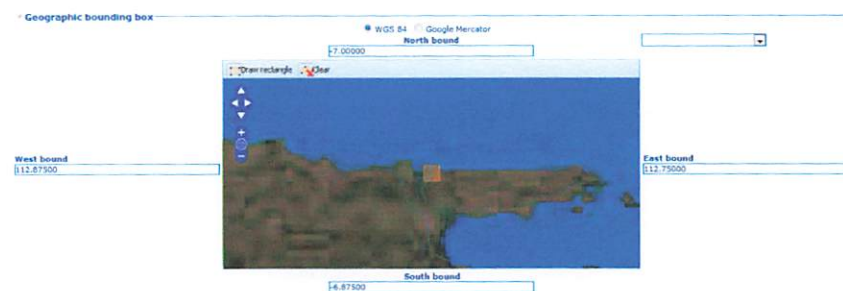 Geographic bounding box
WGS 84 Google Mercator
North bound
-7.00000
Draw rectangle Clear
West bound
112.87500
East bound
112.75000
South bound
-6.87500